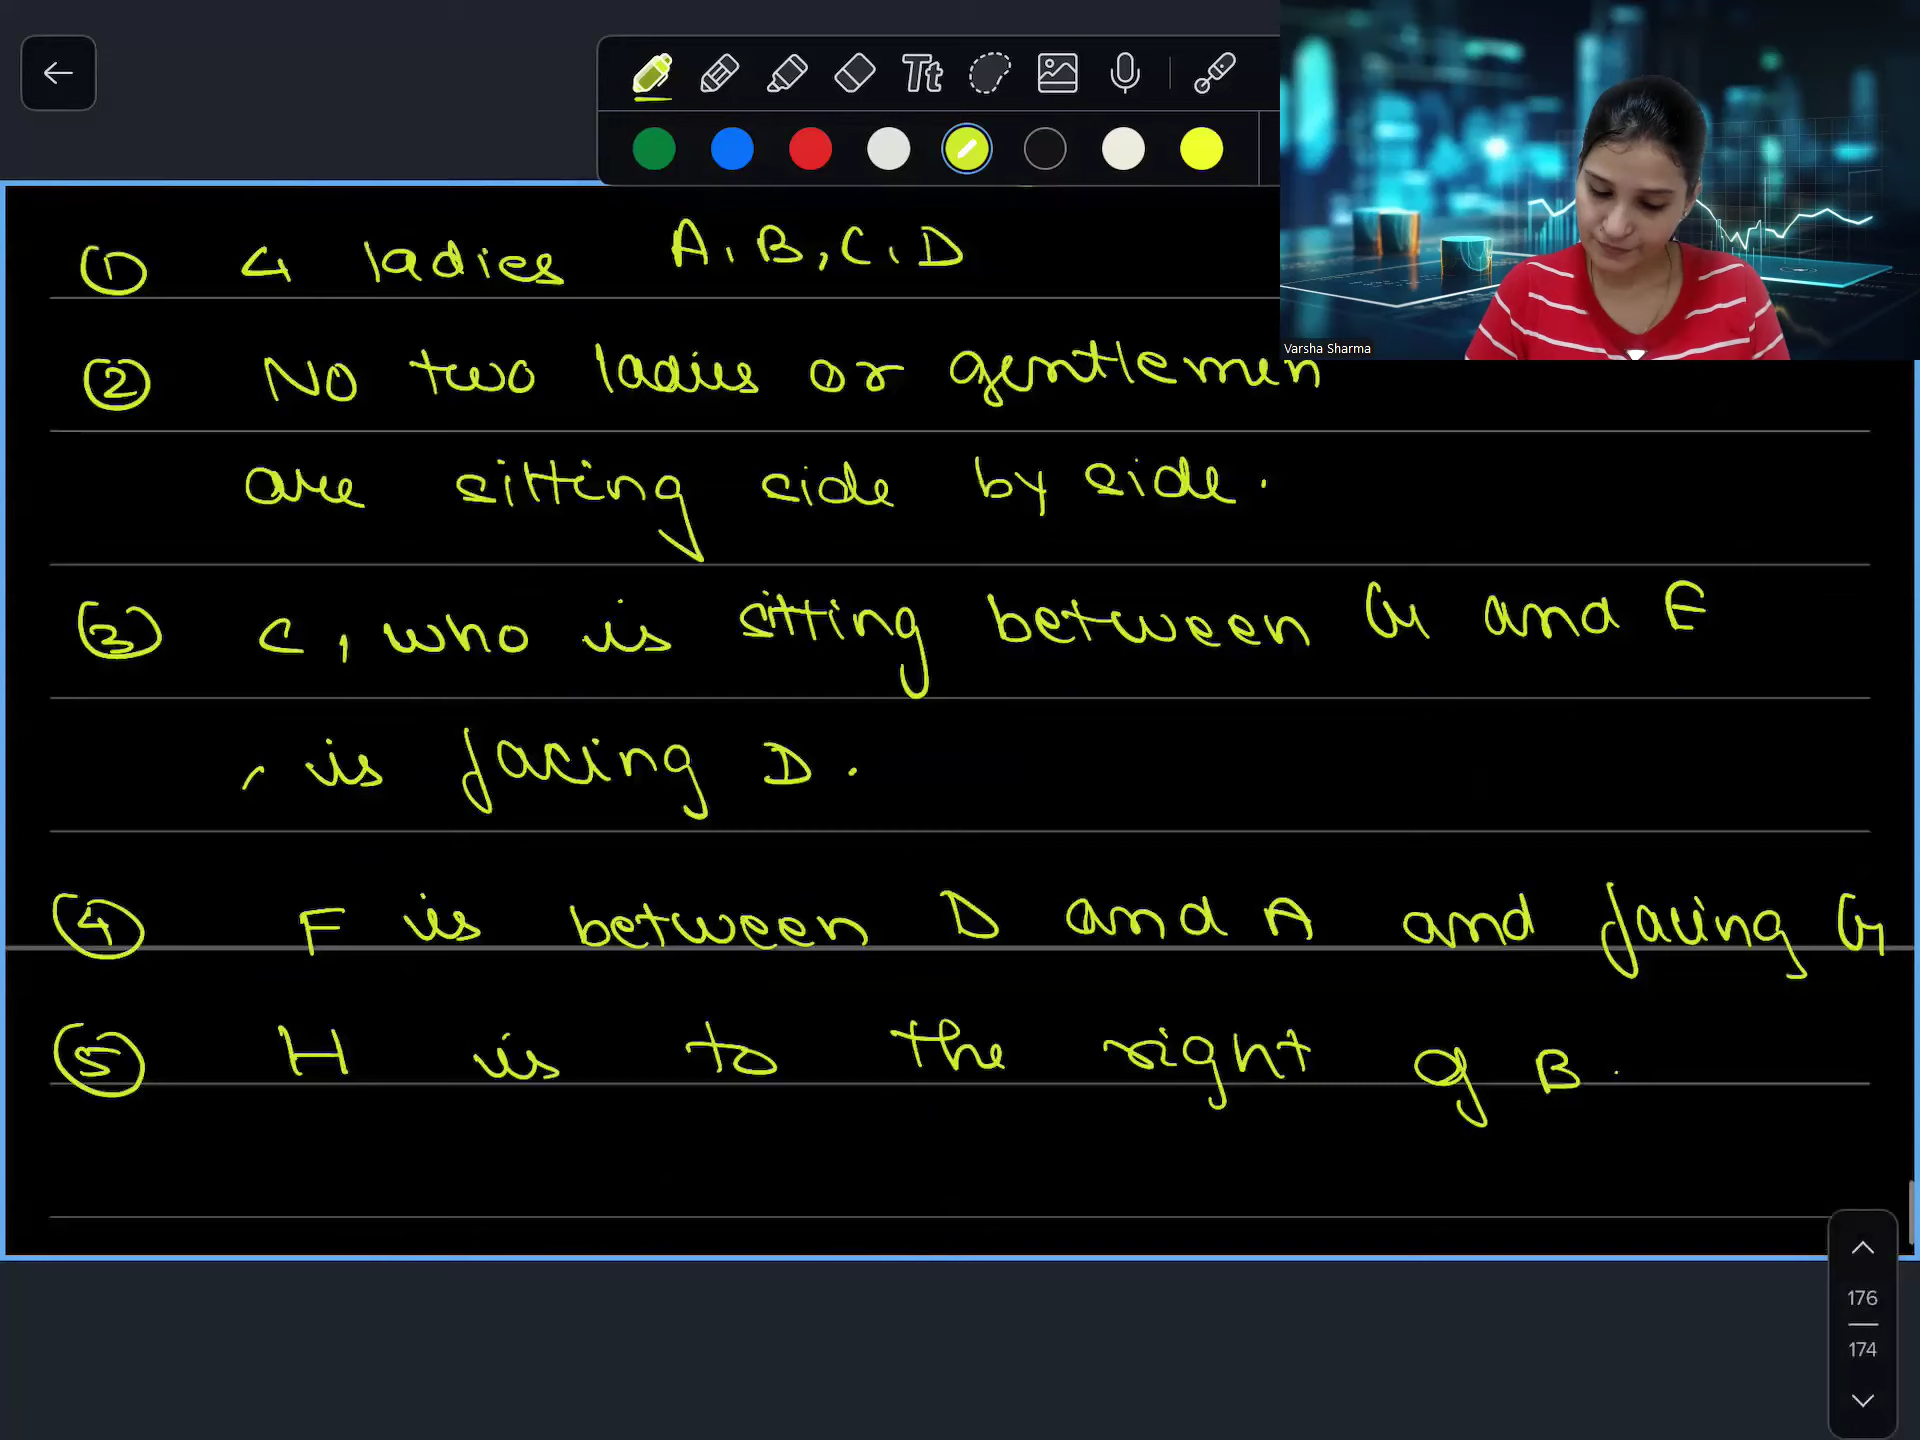 Tt
Varsha Sharma
① 4 ladies A, B, C, D
② No two ladies or gentlemen
are sitting side by side.
③ C, who is sitting between G and E
, is facing D.
④ F is between D and A and facing G
⑤ H is to the right of B.
176
174